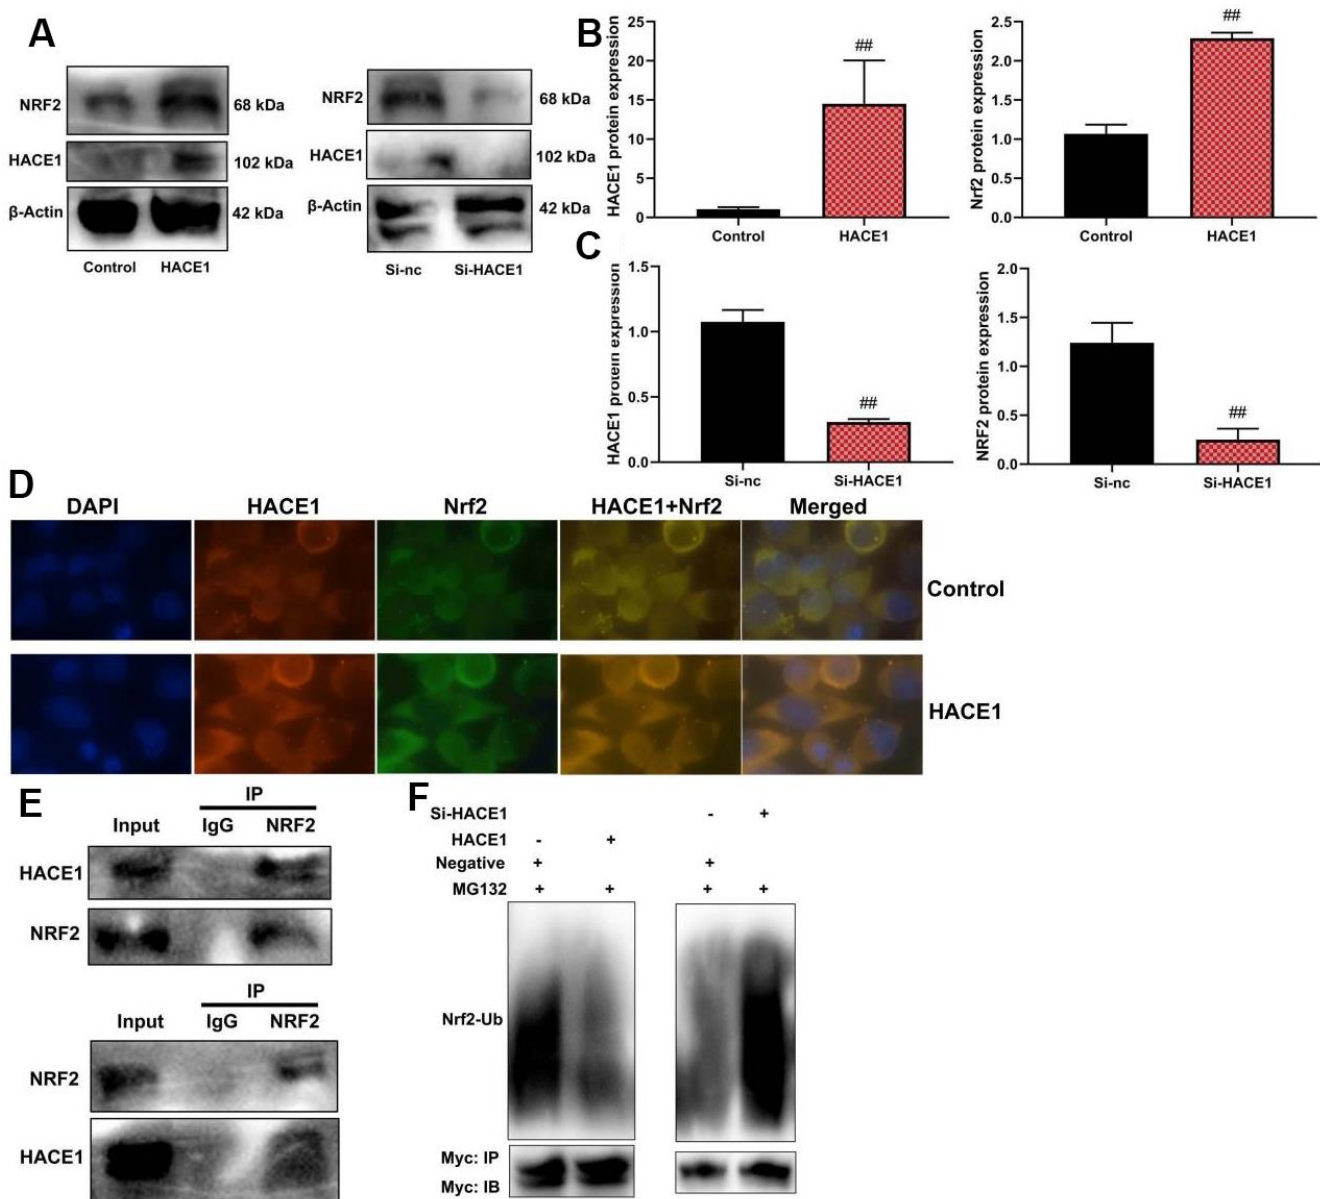 A
NRF2 68 kDa
HACE1 102 kDa
β-Actin 42 kDa
Control HACE1
NRF2 68 kDa
HACE1 102 kDa
β-Actin 42 kDa
Si-nc Si-HACE1
B
HACE1 protein expression
25
20
15
10
5
0
##
Control HACE1
Nrf2 protein expression
2.5
2.0
1.5
1.0
0.5
0.0
##
Control HACE1
C
HACE1 protein expression
1.5
1.0
0.5
0.0
##
Si-nc Si-HACE1
NRF2 protein expression
2.0
1.5
1.0
0.5
0.0
##
Si-nc Si-HACE1
D
DAPI HACE1 Nrf2 HACE1+Nrf2 Merged
Control
HACE1
E
IP
Input IgG NRF2
HACE1
NRF2
IP
Input IgG NRF2
NRF2
HACE1
F
Si-HACE1 - +
HACE1 - +
Negative + +
MG132 + + + +
Nrf2-Ub
Myc: IP
Myc: IB